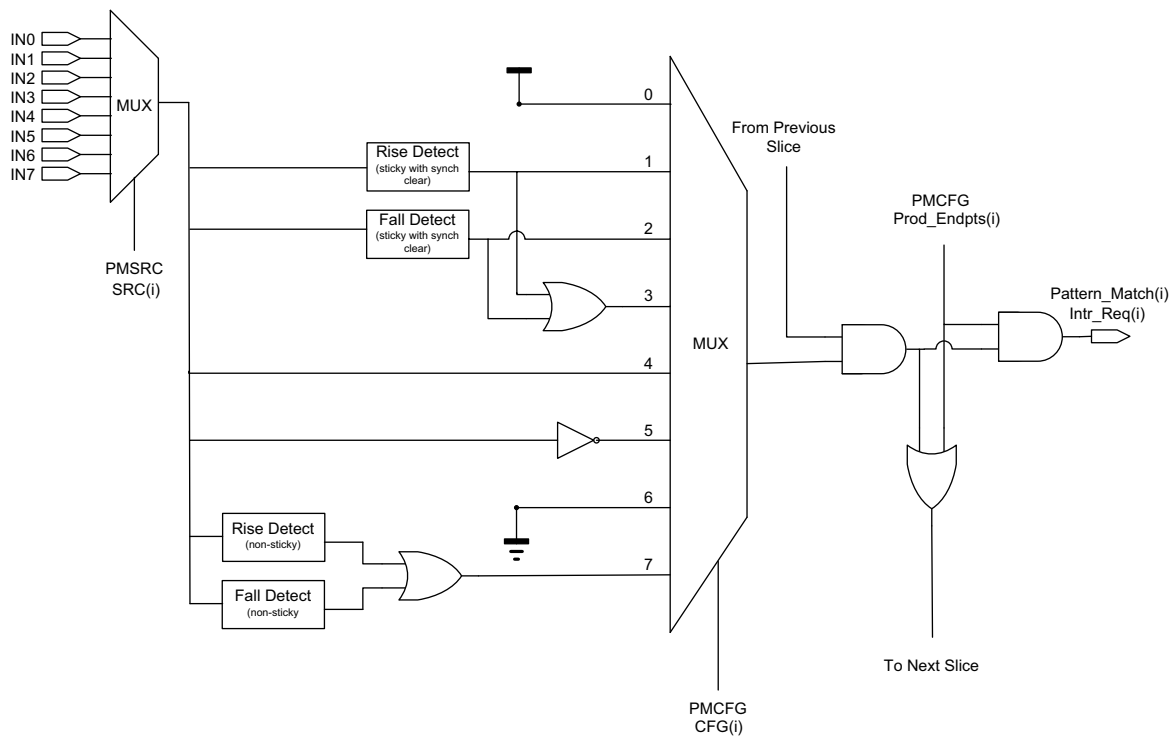 IN0
IN1
IN2
IN3
IN4
IN5
IN6
IN7
MUX
PMSRC
SRC(i)
Rise Detect
(sticky with synch
clear)
Fall Detect
(sticky with synch
clear)
Rise Detect
(non-sticky)
Fall Detect
(non-sticky
0
1
2
3
4
5
6
7
MUX
PMCFG
CFG(i)
From Previous
Slice
PMCFG
Prod_Endpts(i)
Pattern_Match(i)
Intr_Req(i)
To Next Slice